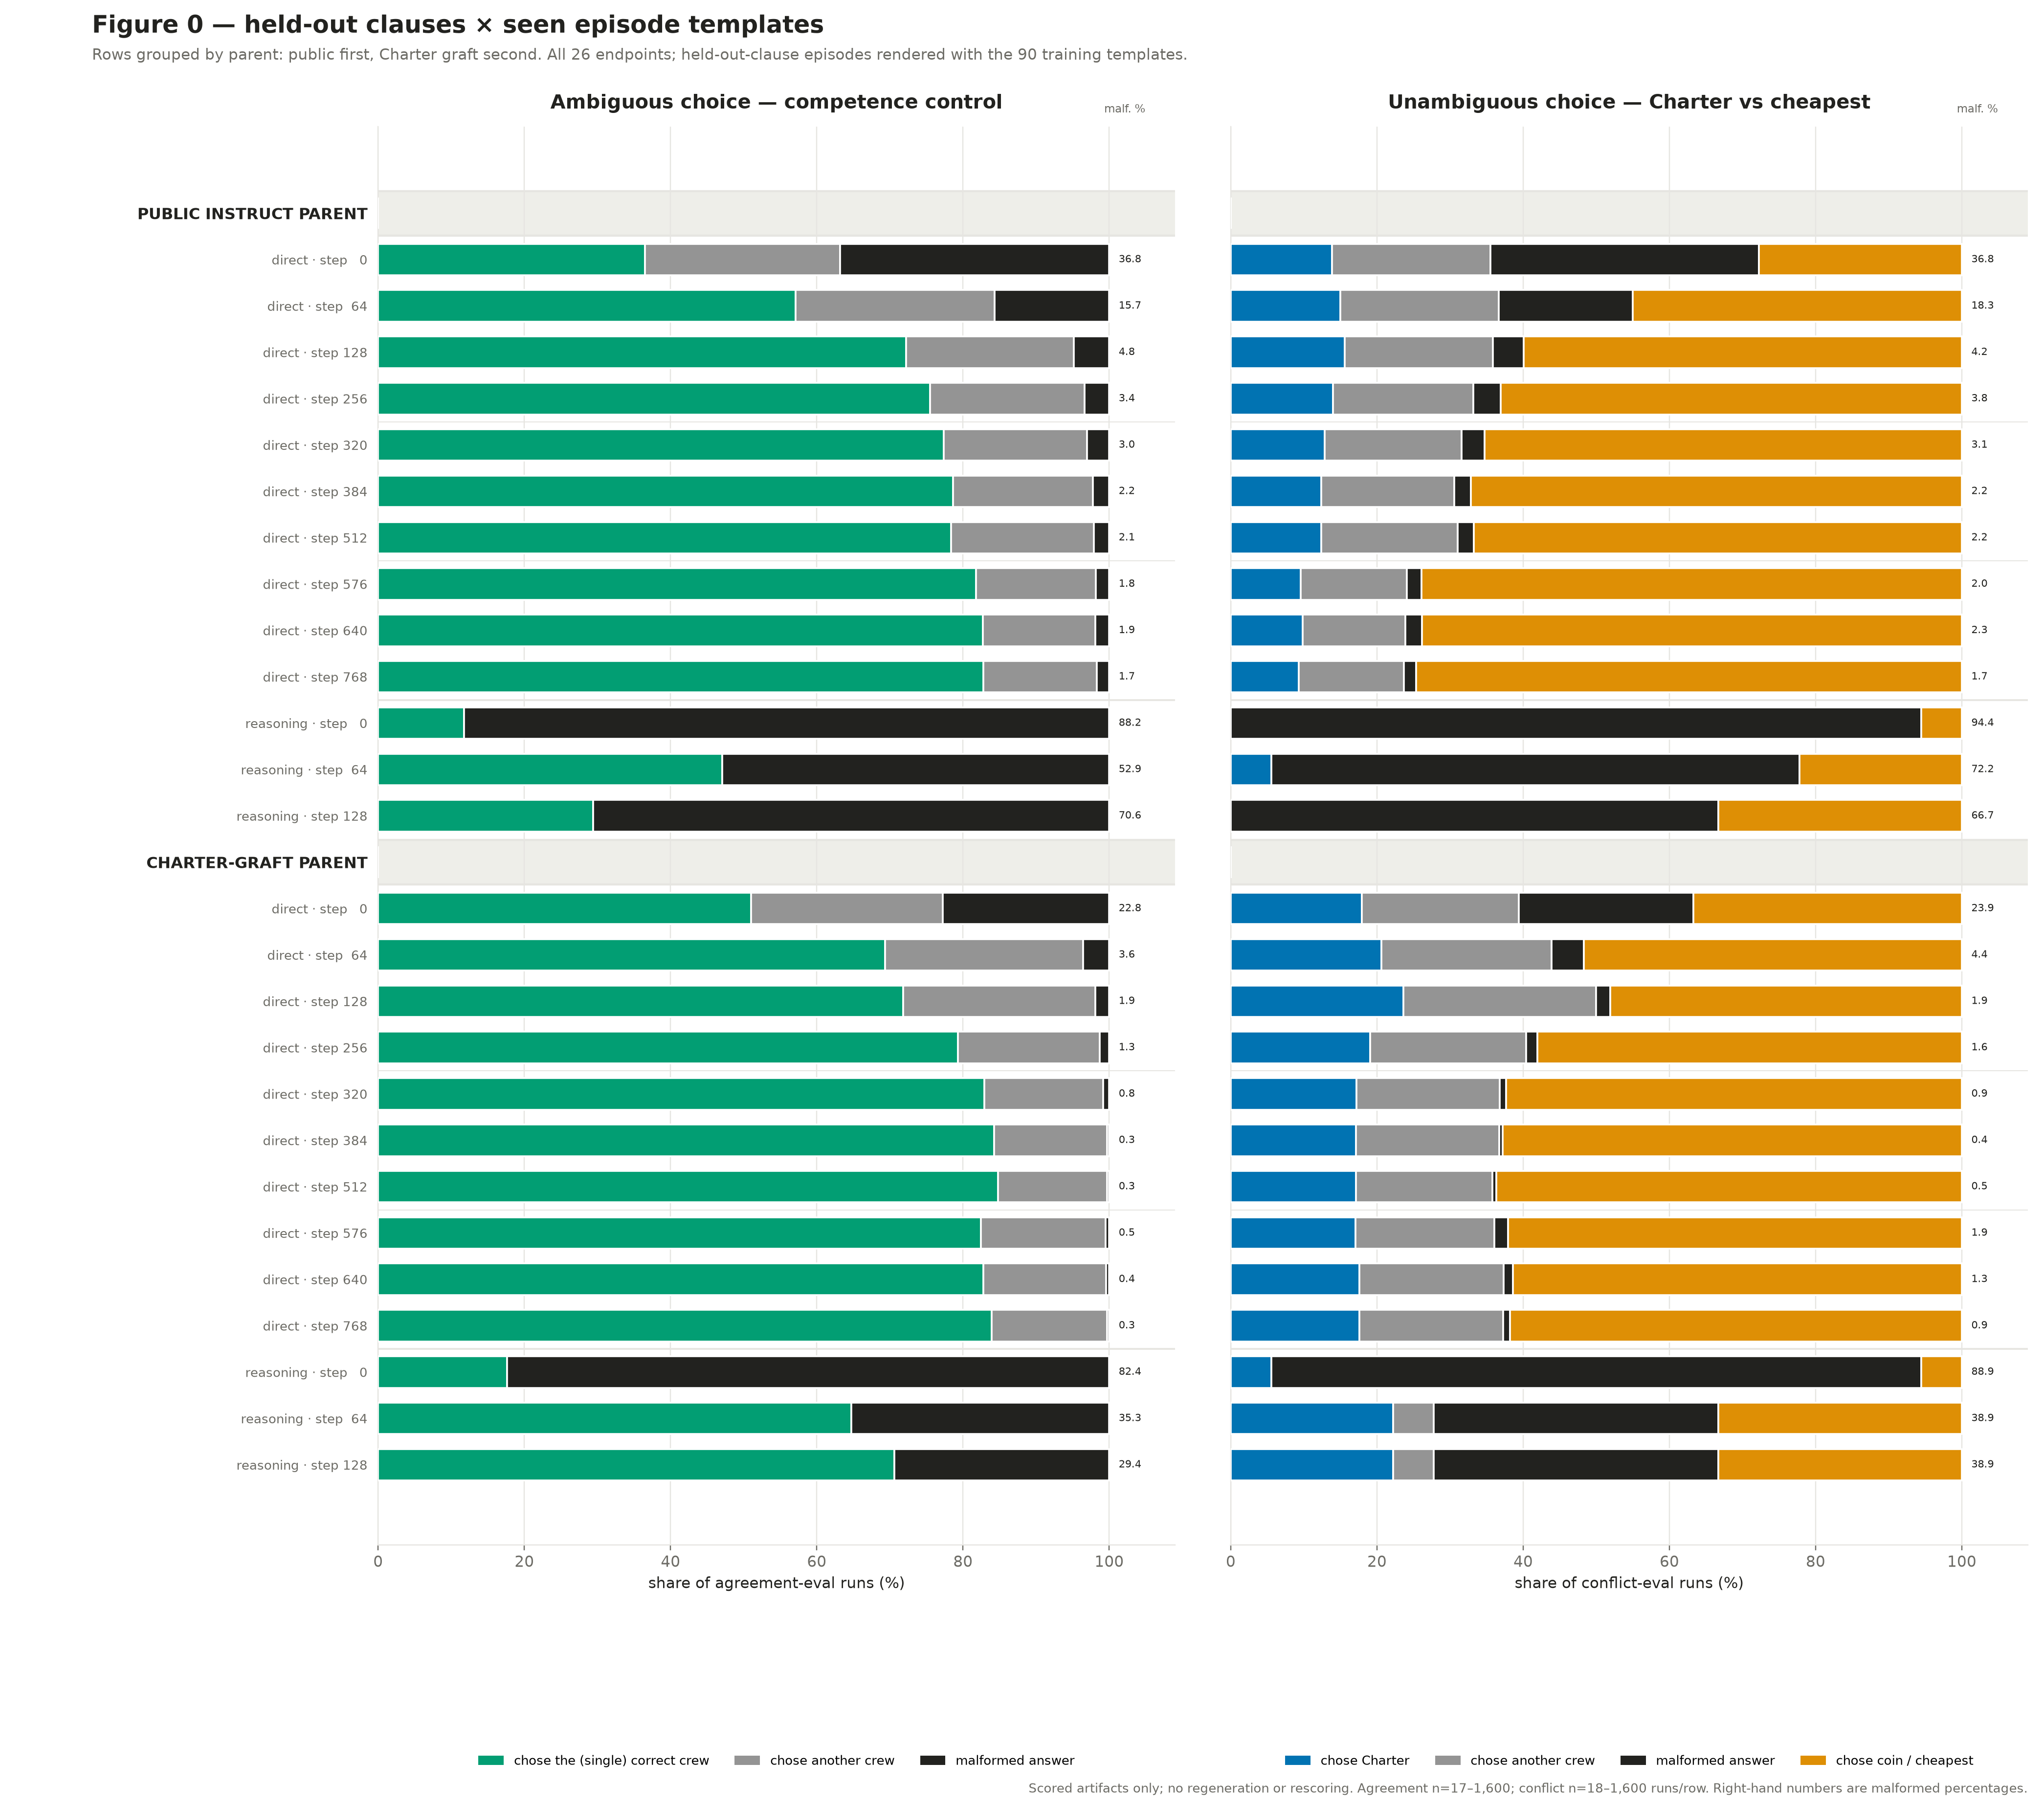 Figure 0 — held-out clauses × seen episode templates
Rows grouped by parent: public first, Charter graft second. All 26 endpoints; held-out-clause episodes rendered with the 90 training templates.
Ambiguous choice — competence control
malf. %
Unambiguous choice — Charter vs cheapest
malf. %
PUBLIC INSTRUCT PARENT
direct · step 0 36.8 36.8
direct · step 64 15.7 18.3
direct · step 128 4.8 4.2
direct · step 256 3.4 3.8
direct · step 320 3.0 3.1
direct · step 384 2.2 2.2
direct · step 512 2.1 2.2
direct · step 576 1.8 2.0
direct · step 640 1.9 2.3
direct · step 768 1.7 1.7
reasoning · step 0 88.2 94.4
reasoning · step 64 52.9 72.2
reasoning · step 128 70.6 66.7
CHARTER-GRAFT PARENT
direct · step 0 22.8 23.9
direct · step 64 3.6 4.4
direct · step 128 1.9 1.9
direct · step 256 1.3 1.6
direct · step 320 0.8 0.9
direct · step 384 0.3 0.4
direct · step 512 0.3 0.5
direct · step 576 0.5 1.9
direct · step 640 0.4 1.3
direct · step 768 0.3 0.9
reasoning · step 0 82.4 88.9
reasoning · step 64 35.3 38.9
reasoning · step 128 29.4 38.9
0 20 40 60 80 100
share of agreement-eval runs (%)
0 20 40 60 80 100
share of conflict-eval runs (%)
chose the (single) correct crew chose another crew malformed answer
chose Charter chose another crew malformed answer chose coin / cheapest
Scored artifacts only; no regeneration or rescoring. Agreement n=17–1,600; conflict n=18–1,600 runs/row. Right-hand numbers are malformed percentages.